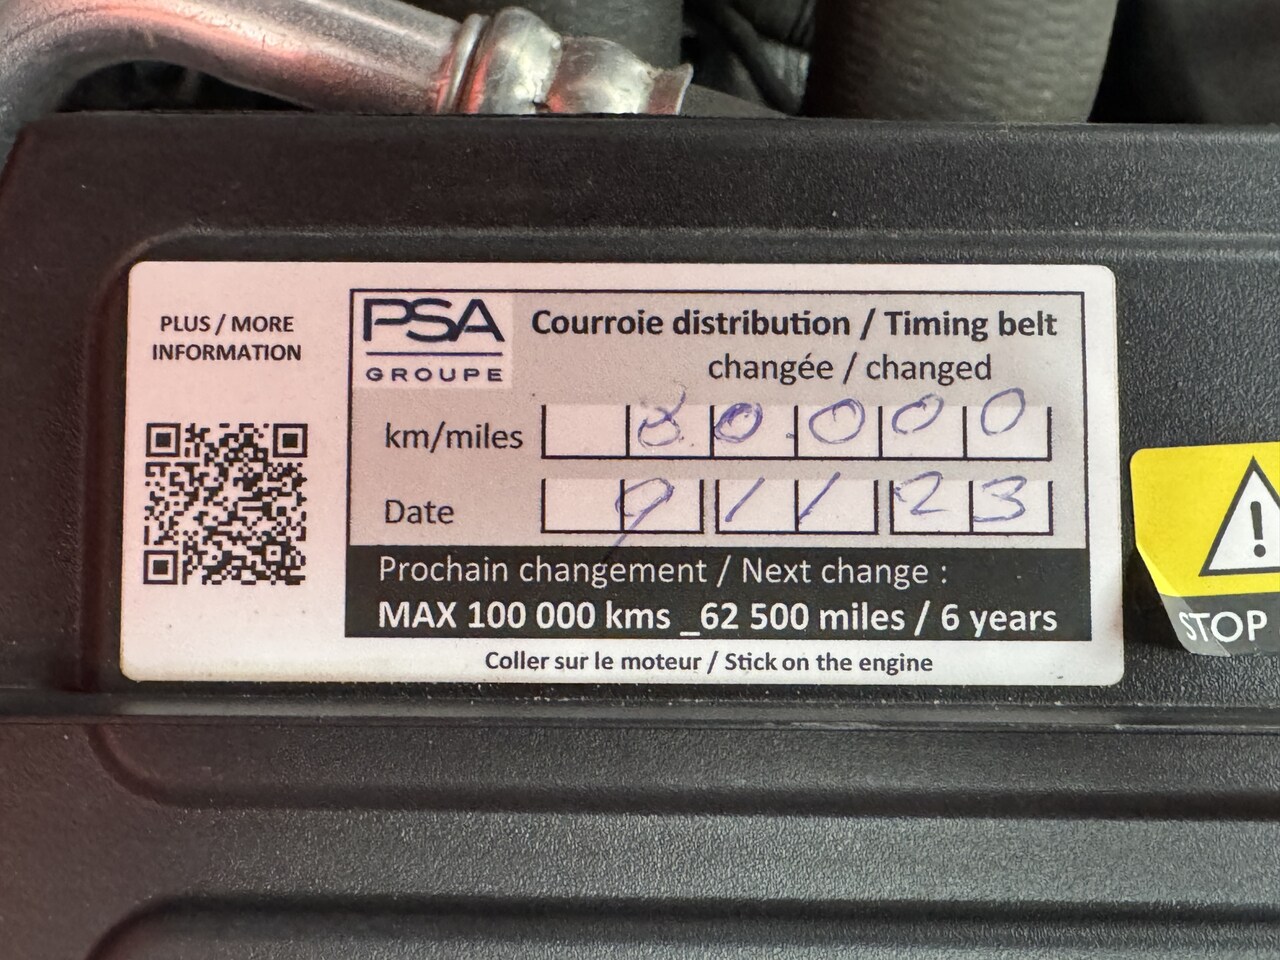 PLUS / MORE
INFORMATION
PSA
GROUPE
Courroie distribution / Timing belt
changée / changed
km/miles 80.000
Date 9/1/23
Prochain changement / Next change :
MAX 100 000 kms _62 500 miles / 6 years
Coller sur le moteur / Stick on the engine
!
STOP